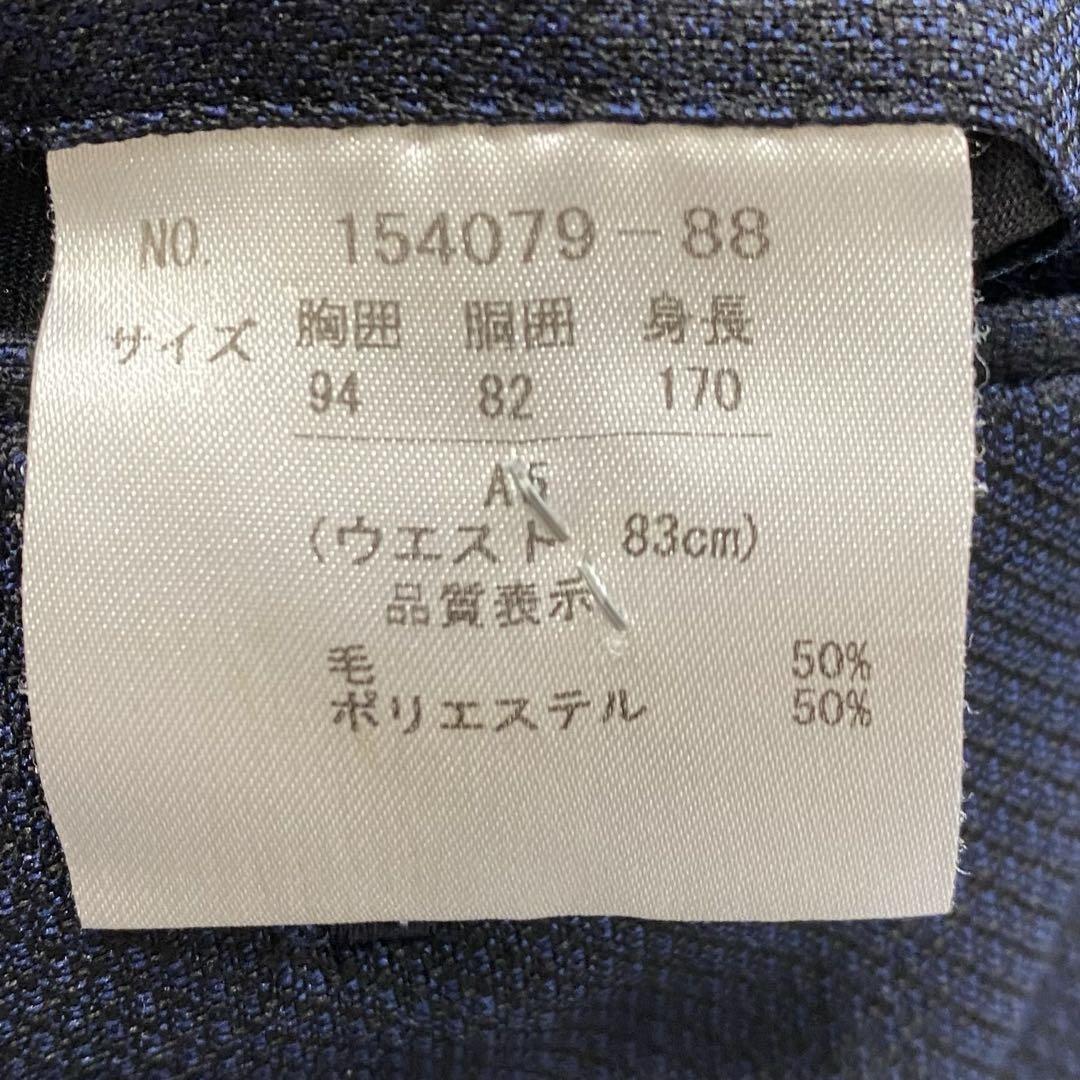 NO. 154079-88
サイズ 胸囲 胴囲 身長
94 82 170
A5
(ウエスト 83cm)
品質表示
毛 50%
ポリエステル 50%